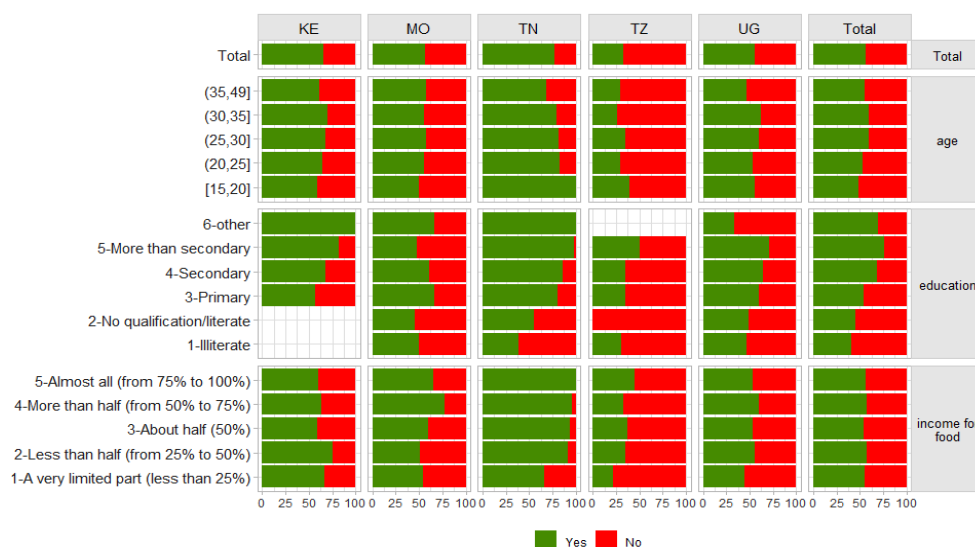 KE MO TN TZ UG Total
Total Total
(35,49]
(30,35]
(25,30] age
(20,25]
[15,20]
6-other
5-More than secondary
4-Secondary education
3-Primary
2-No qualification/literate
1-Illiterate
5-Almost all (from 75% to 100%)
4-More than half (from 50% to 75%)
3-About half (50%) income fo
food
2-Less than half (from 25% to 50%)
1-A very limited part (less than 25%)
0 25 50 75 100 0 25 50 75 100 0 25 50 75 100 0 25 50 75 100 0 25 50 75 100 0 25 50 75 100
Yes No